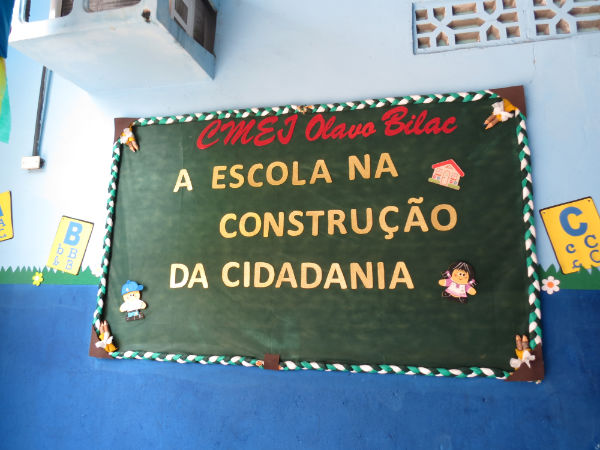 CMEI Olavo Bilac
A ESCOLA NA
CONSTRUÇÃO
DA CIDADANIA
A
B
b
B
b
C
c
C
c